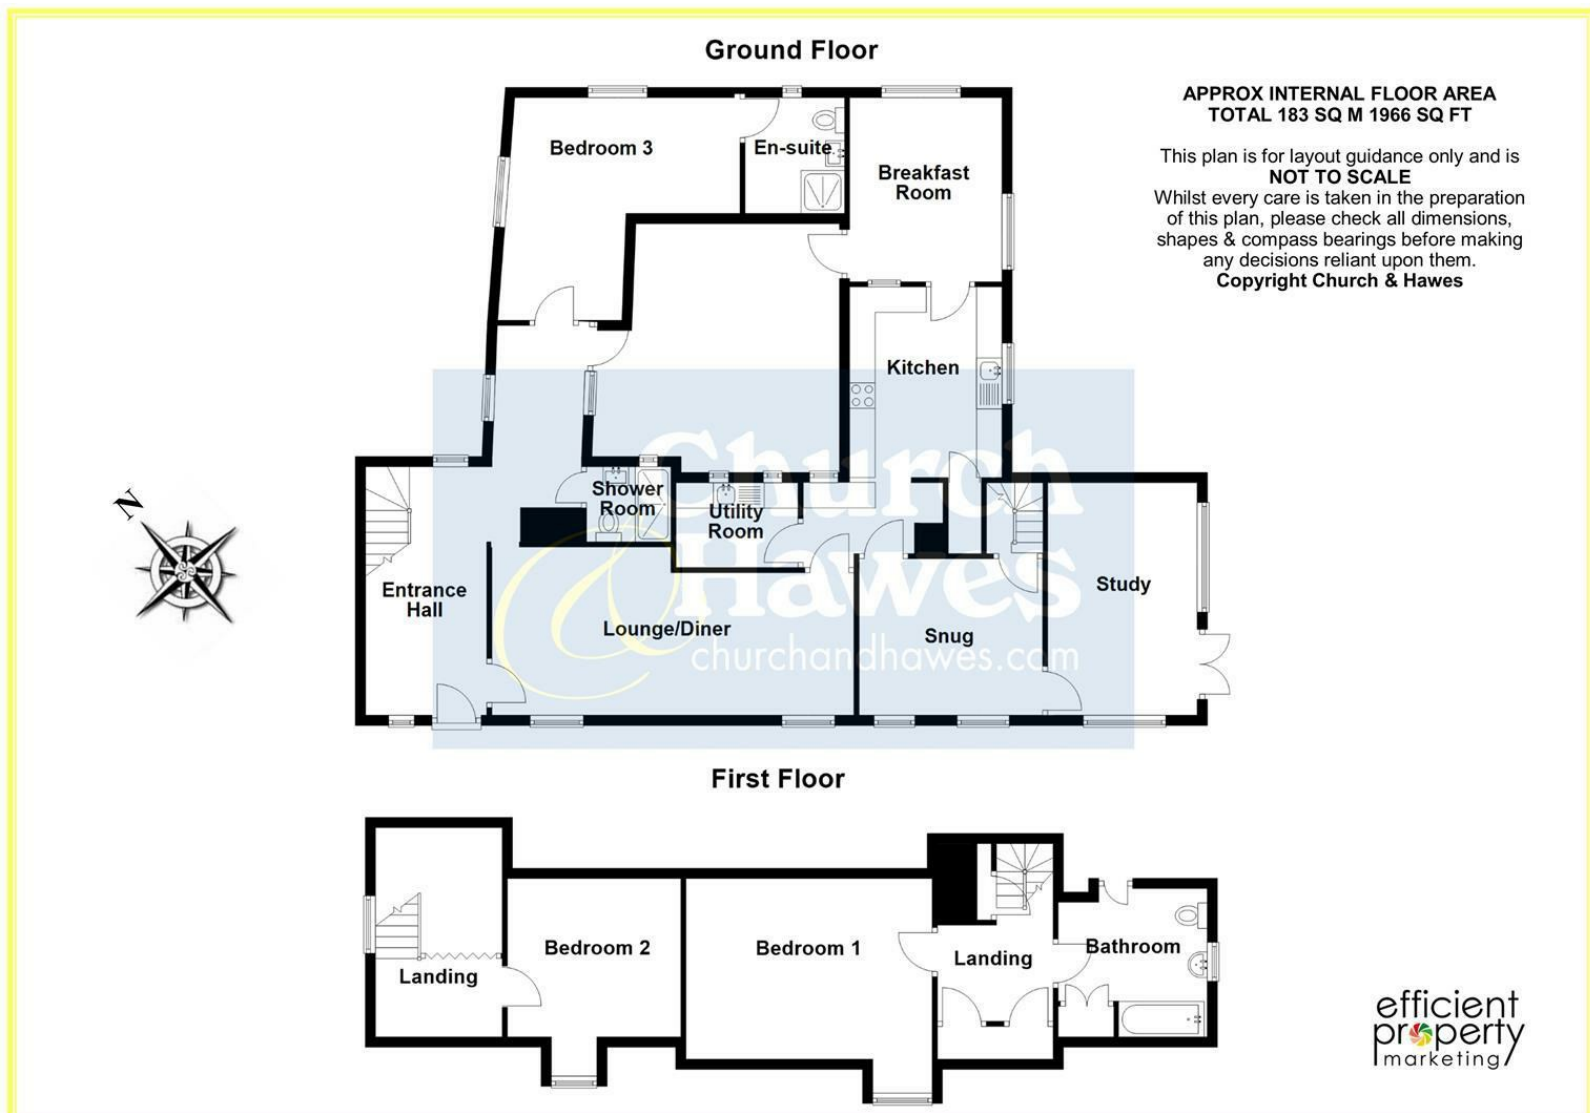 Ground Floor
APPROX INTERNAL FLOOR AREA
TOTAL 183 SQ M 1966 SQ FT
This plan is for layout guidance only and is
NOT TO SCALE
Whilst every care is taken in the preparation
of this plan, please check all dimensions,
shapes & compass bearings before making
any decisions reliant upon them.
Copyright Church & Hawes
Bedroom 3
En-suite
Breakfast
Room
Kitchen
Church
& Hawes
churchandhawes.com
Shower
Room
Utility
Room
N
Entrance
Hall
Lounge/Diner
Snug
Study
First Floor
Landing
Bedroom 2
Bedroom 1
Landing
Bathroom
efficient
property
marketing